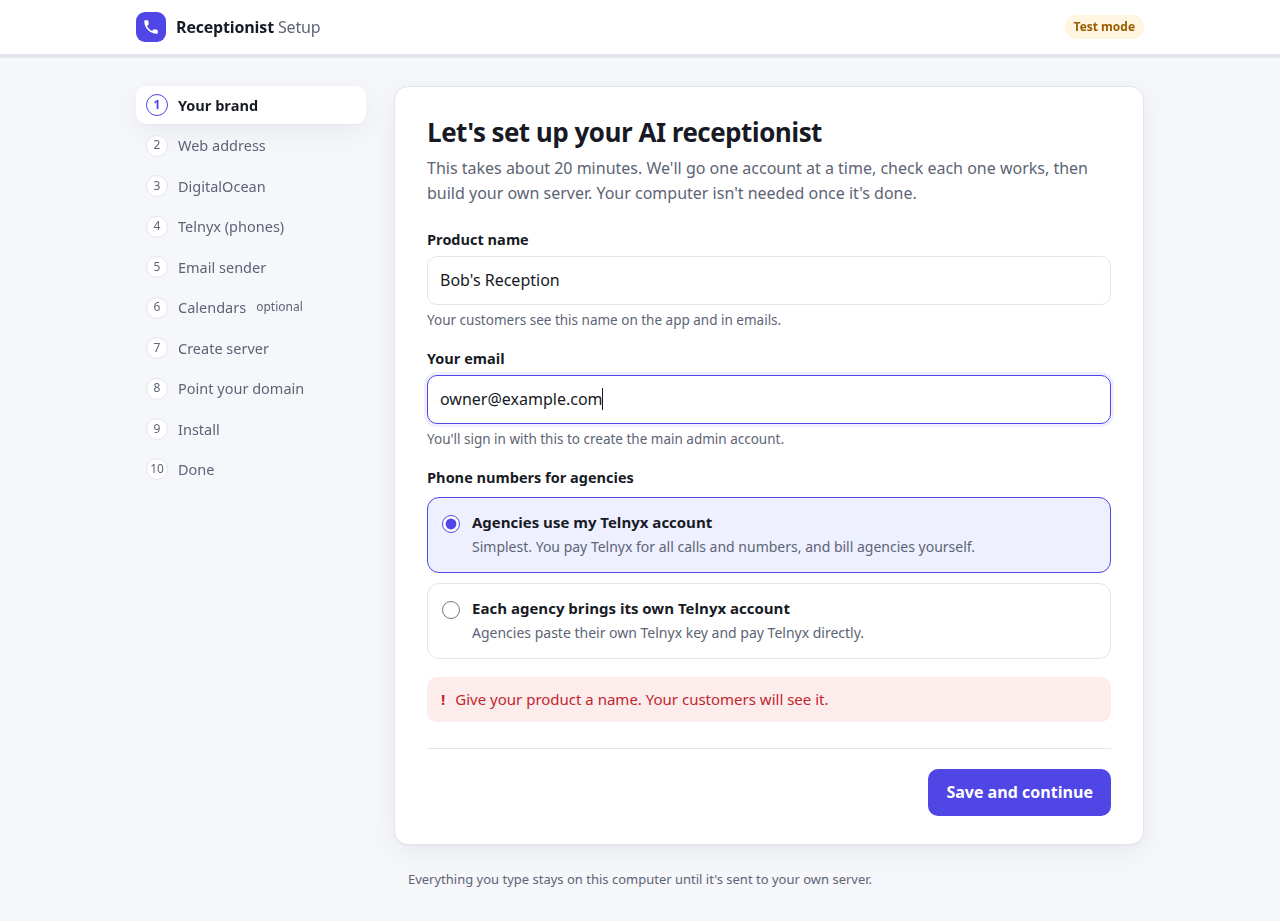 Receptionist Setup
Test mode
1 Your brand
2 Web address
3 DigitalOcean
4 Telnyx (phones)
5 Email sender
6 Calendars optional
7 Create server
8 Point your domain
9 Install
10 Done
Let's set up your AI receptionist
This takes about 20 minutes. We'll go one account at a time, check each one works, then
build your own server. Your computer isn't needed once it's done.
Product name
Bob's Reception
Your customers see this name on the app and in emails.
Your email
owner@example.com
You'll sign in with this to create the main admin account.
Phone numbers for agencies
Agencies use my Telnyx account
Simplest. You pay Telnyx for all calls and numbers, and bill agencies yourself.
Each agency brings its own Telnyx account
Agencies paste their own Telnyx key and pay Telnyx directly.
! Give your product a name. Your customers will see it.
Save and continue
Everything you type stays on this computer until it's sent to your own server.